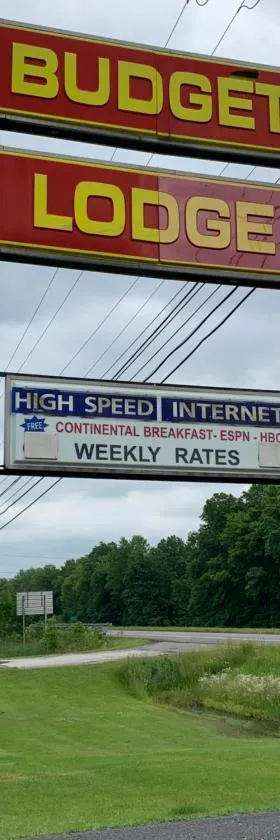 BUDGET
LODGE
HIGH SPEED INTERNET
FREE
CONTINENTAL BREAKFAST- ESPN - HBO
WEEKLY RATES